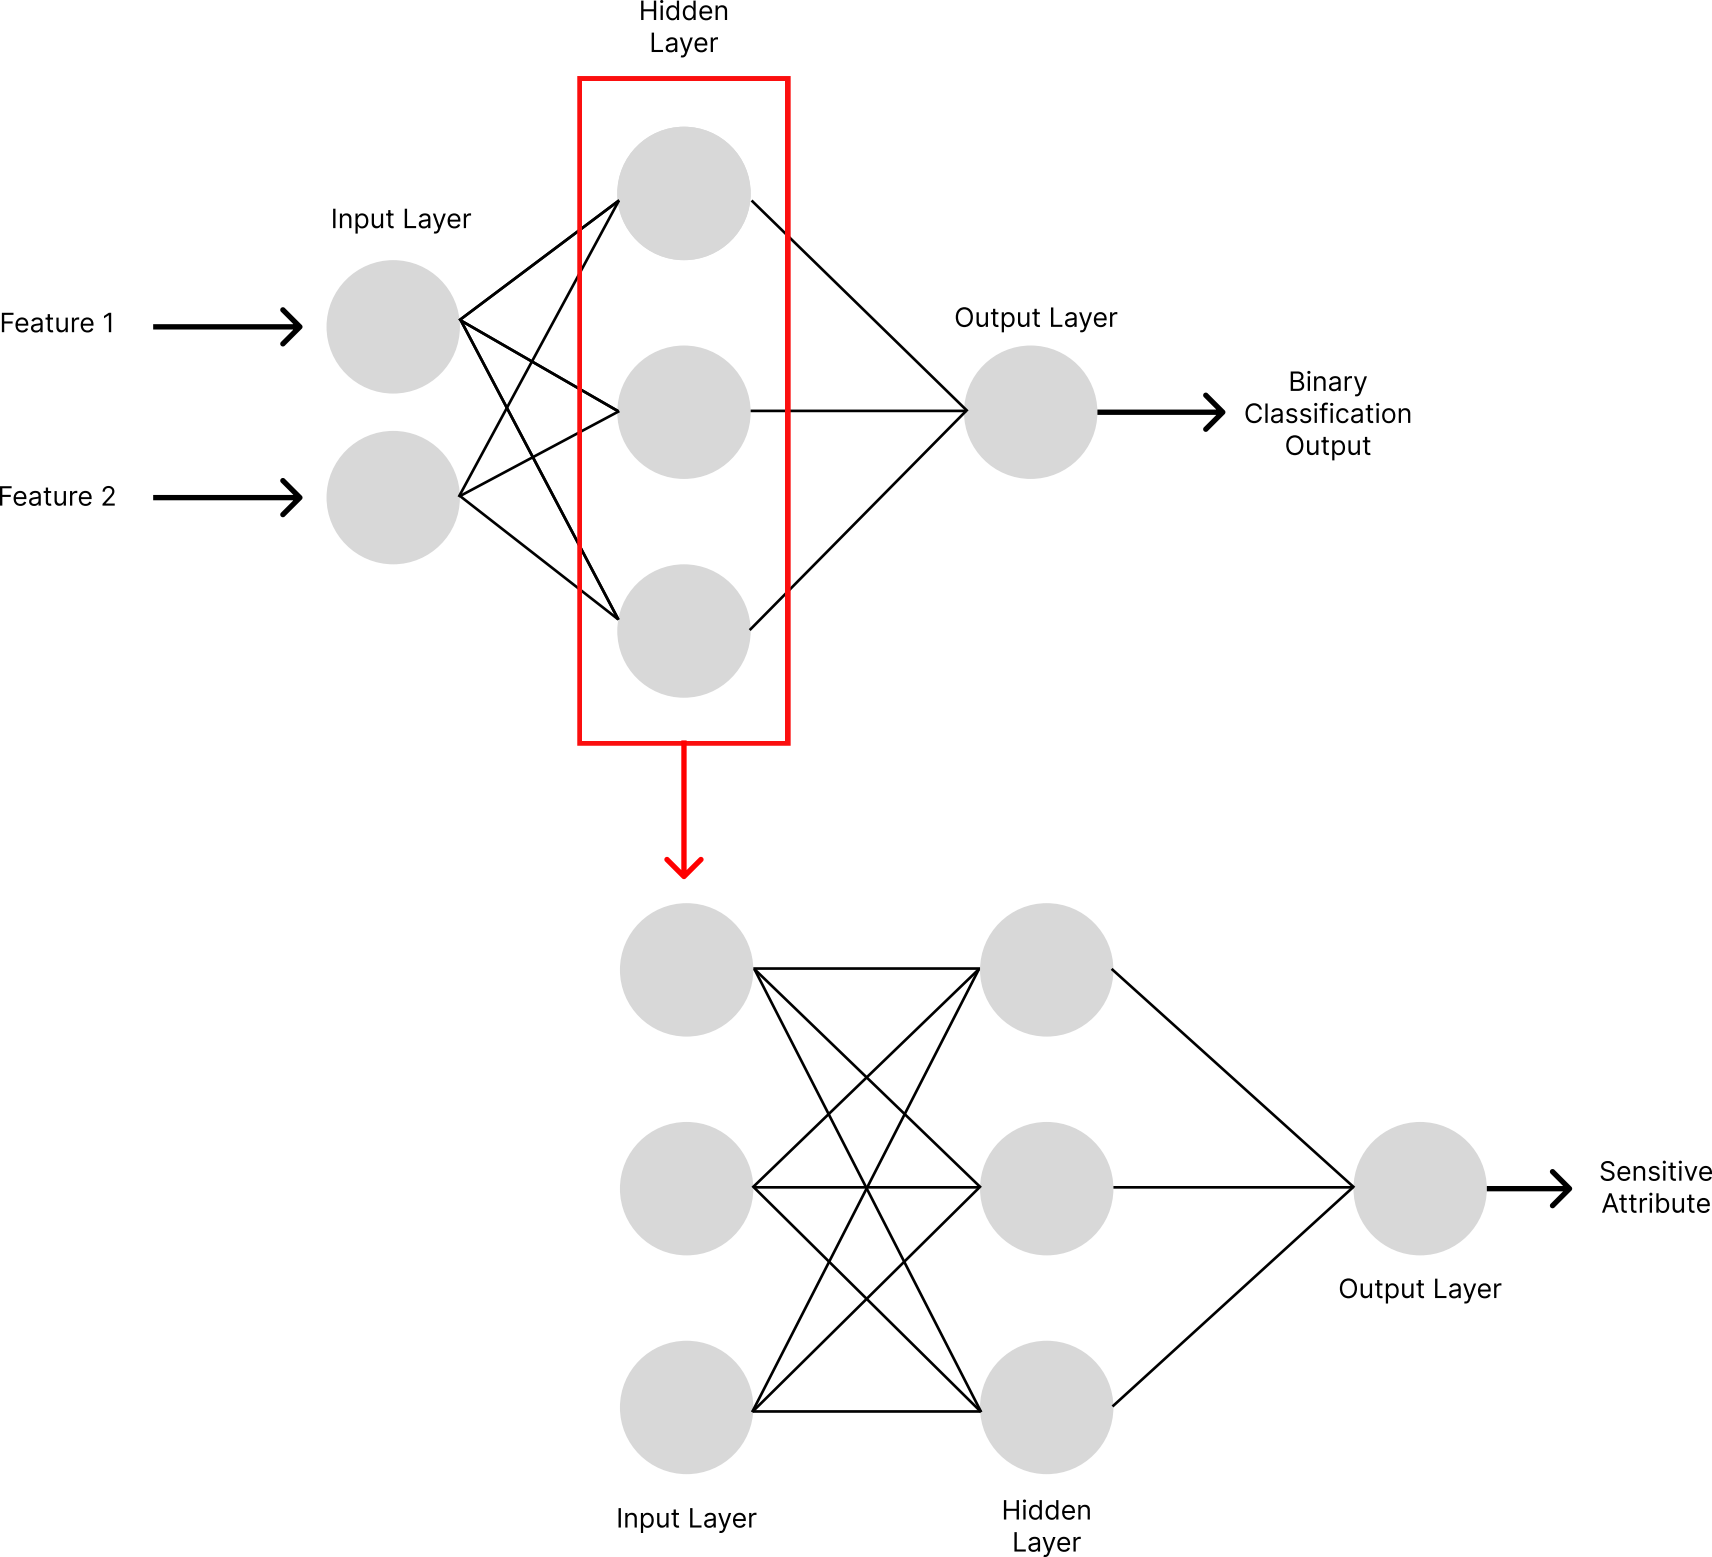 Hidden
Layer
Input Layer
Feature 1
Output Layer
Binary
Classification
Output
Feature 2
Sensitive
Attribute
Output Layer
Input Layer
Hidden
Layer